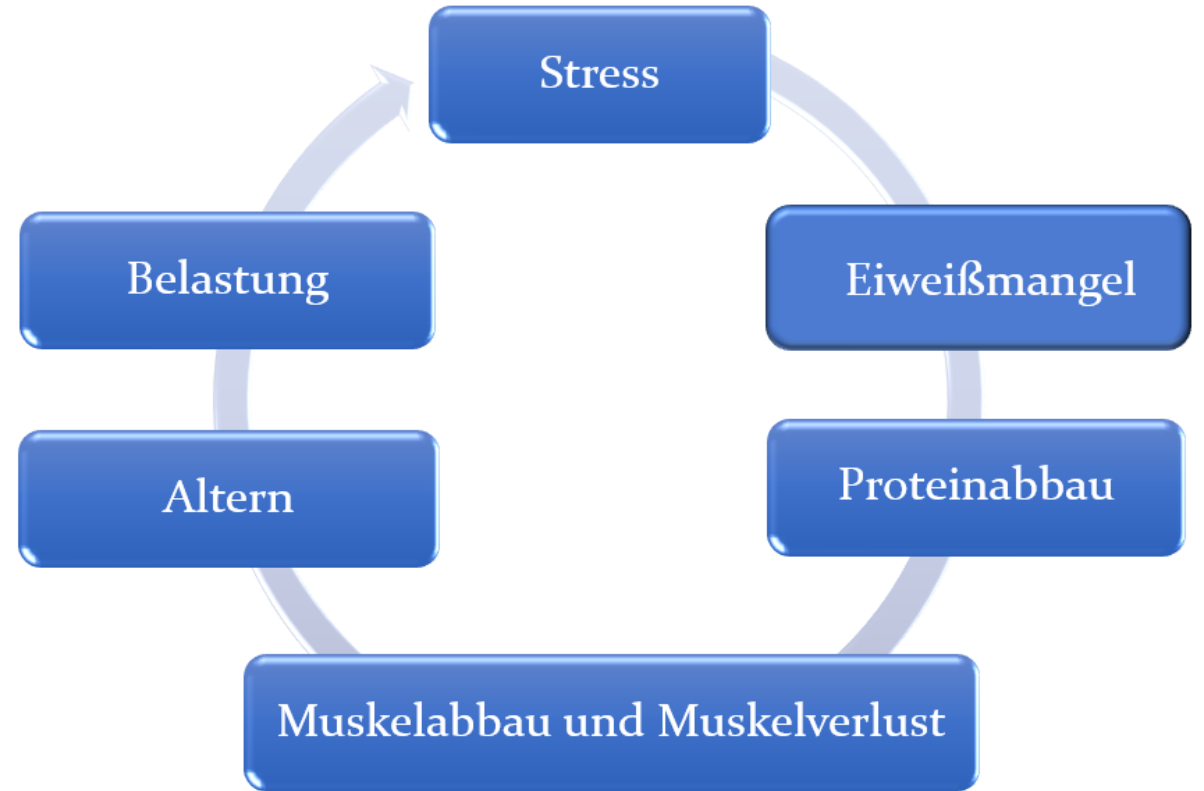 Stress
Eiweißmangel
Proteinabbau
Muskelabbau und Muskelverlust
Altern
Belastung